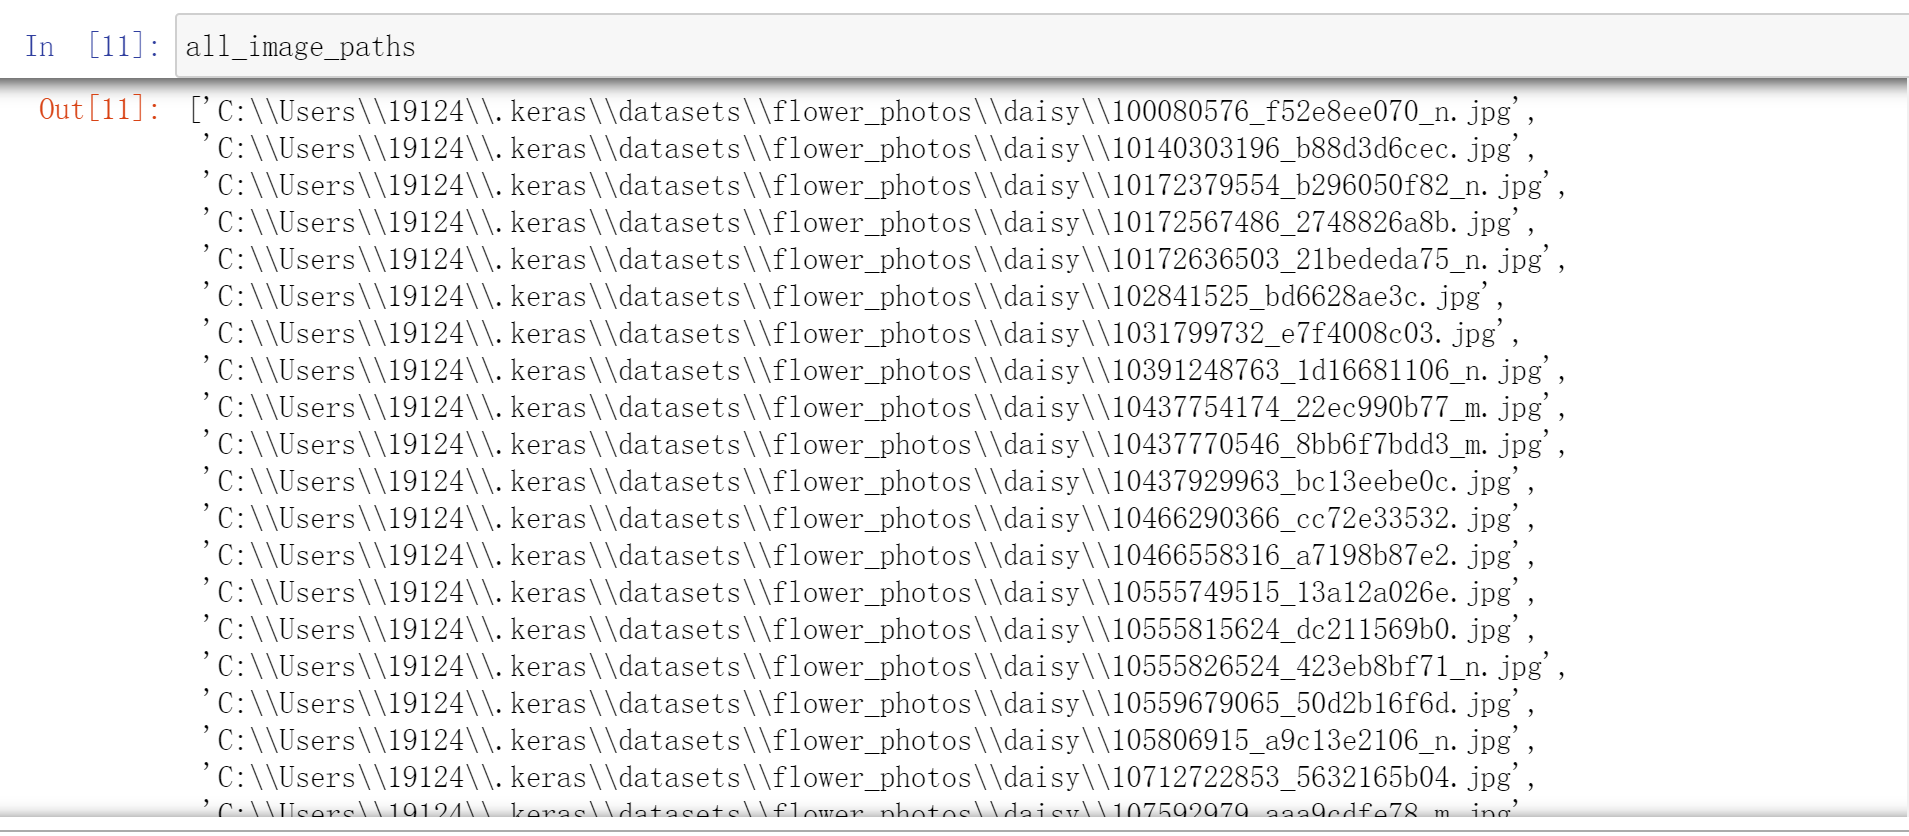 In [11]: all_image_paths
Out[11]: ['C:\\Users\\19124\\.keras\\datasets\\flower_photos\\daisy\\100080576_f52e8ee070_n.jpg',
'C:\\Users\\19124\\.keras\\datasets\\flower_photos\\daisy\\10140303196_b88d3d6cec.jpg',
'C:\\Users\\19124\\.keras\\datasets\\flower_photos\\daisy\\10172379554_b296050f82_n.jpg',
'C:\\Users\\19124\\.keras\\datasets\\flower_photos\\daisy\\10172567486_2748826a8b.jpg',
'C:\\Users\\19124\\.keras\\datasets\\flower_photos\\daisy\\10172636503_21bededa75_n.jpg',
'C:\\Users\\19124\\.keras\\datasets\\flower_photos\\daisy\\102841525_bd6628ae3c.jpg',
'C:\\Users\\19124\\.keras\\datasets\\flower_photos\\daisy\\1031799732_e7f4008c03.jpg',
'C:\\Users\\19124\\.keras\\datasets\\flower_photos\\daisy\\10391248763_1d16681106_n.jpg',
'C:\\Users\\19124\\.keras\\datasets\\flower_photos\\daisy\\10437754174_22ec990b77_m.jpg',
'C:\\Users\\19124\\.keras\\datasets\\flower_photos\\daisy\\10437770546_8bb6f7bdd3_m.jpg',
'C:\\Users\\19124\\.keras\\datasets\\flower_photos\\daisy\\10437929963_bc13eebe0c.jpg',
'C:\\Users\\19124\\.keras\\datasets\\flower_photos\\daisy\\10466290366_cc72e33532.jpg',
'C:\\Users\\19124\\.keras\\datasets\\flower_photos\\daisy\\10466558316_a7198b87e2.jpg',
'C:\\Users\\19124\\.keras\\datasets\\flower_photos\\daisy\\10555749515_13a12a026e.jpg',
'C:\\Users\\19124\\.keras\\datasets\\flower_photos\\daisy\\10555815624_dc211569b0.jpg',
'C:\\Users\\19124\\.keras\\datasets\\flower_photos\\daisy\\10555826524_423eb8bf71_n.jpg',
'C:\\Users\\19124\\.keras\\datasets\\flower_photos\\daisy\\10559679065_50d2b16f6d.jpg',
'C:\\Users\\19124\\.keras\\datasets\\flower_photos\\daisy\\105806915_a9c13e2106_n.jpg',
'C:\\Users\\19124\\.keras\\datasets\\flower_photos\\daisy\\10712722853_5632165b04.jpg',
'C:\\Users\\19124\\.keras\\datasets\\flower_photos\\daisy\\107592979_aaa9cdfe78_m.jpg'